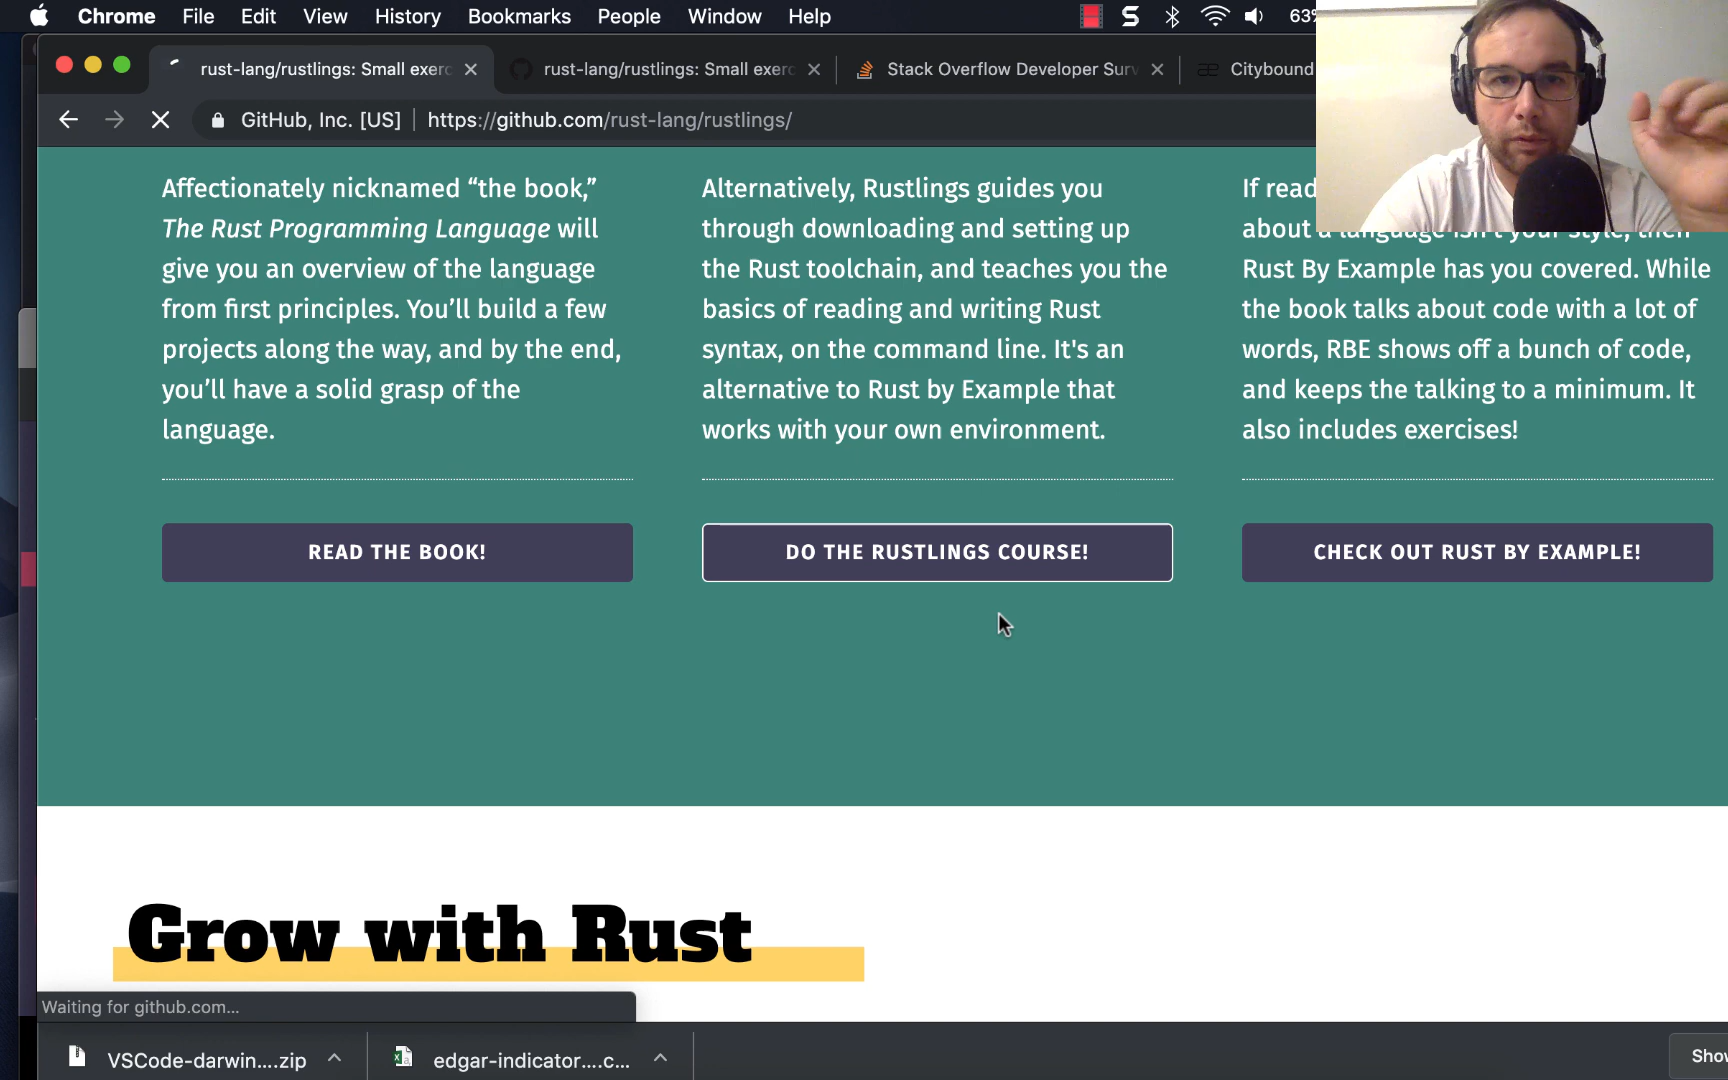 Chrome File Edit View History Bookmarks People Window Help 63%
rust-lang/rustlings: Small exerc
rust-lang/rustlings: Small exerc
Stack Overflow Developer Surv
Citybound
GitHub, Inc. [US] https://github.com/rust-lang/rustlings/
Affectionately nicknamed “the book,”
The Rust Programming Language will
give you an overview of the language
from first principles. You’ll build a few
projects along the way, and by the end,
you’ll have a solid grasp of the
language.
READ THE BOOK!
Alternatively, Rustlings guides you
through downloading and setting up
the Rust toolchain, and teaches you the
basics of reading and writing Rust
syntax, on the command line. It's an
alternative to Rust by Example that
works with your own environment.
DO THE RUSTLINGS COURSE!
If read
about a language isn't your style, then
Rust By Example has you covered. While
the book talks about code with a lot of
words, RBE shows off a bunch of code,
and keeps the talking to a minimum. It
also includes exercises!
CHECK OUT RUST BY EXAMPLE!
Grow with Rust
Waiting for github.com...
VSCode-darwin....zip
edgar-indicator....c...
Show